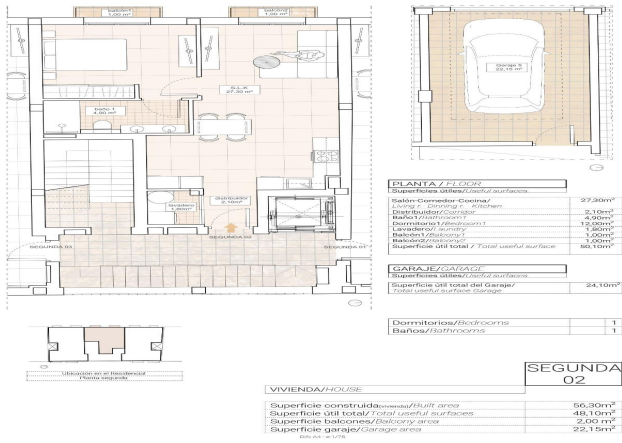 balcón1
1,00 m²
balcón2
1,00 m²
S-L-K
27,30 m²
baño 1
4,90 m²
lavadero
1,80m²
distribuidor
2,10m²
SEGUNDA 03
SEGUNDA 02
SEGUNDA 01
Garaje 5
22,15 m²
PLANTA / FLOOR
Superficies útiles/Useful surfaces
Salón-Comedor-Cocina/ 27,30m²
Living r. Dinning r. Kitchen
Distribuidor/Corridor 2,10m²
Baño1/Bathroom1 4,90m²
Dormitorio1/Bedroom1 12,00m²
Lavadero/Laundry 1,80m²
Balcón1/Balcony1 1,00m²
Balcón2/Balcony2 1,00m²
Superficie útil total / Total useful surface 50,10m²
GARAJE/GARAGE
Superficies útiles/Useful surfaces
Superficie útil total del Garaje/ 24,10m²
Total useful surface Garage
Dormitorios/Bedrooms 1
Baños/Bathrooms 1
Ubicación en el Residencial
Planta segunda
SEGUNDA
02
VIVIENDA/HOUSE
Superficie construida(vivienda)/Built area 56,30m²
Superficie útil total/Total useful surfaces 48,10m²
Superficie balcones/Balcony area 2,00 m²
Superficie garaje/Garage area 22,15m²